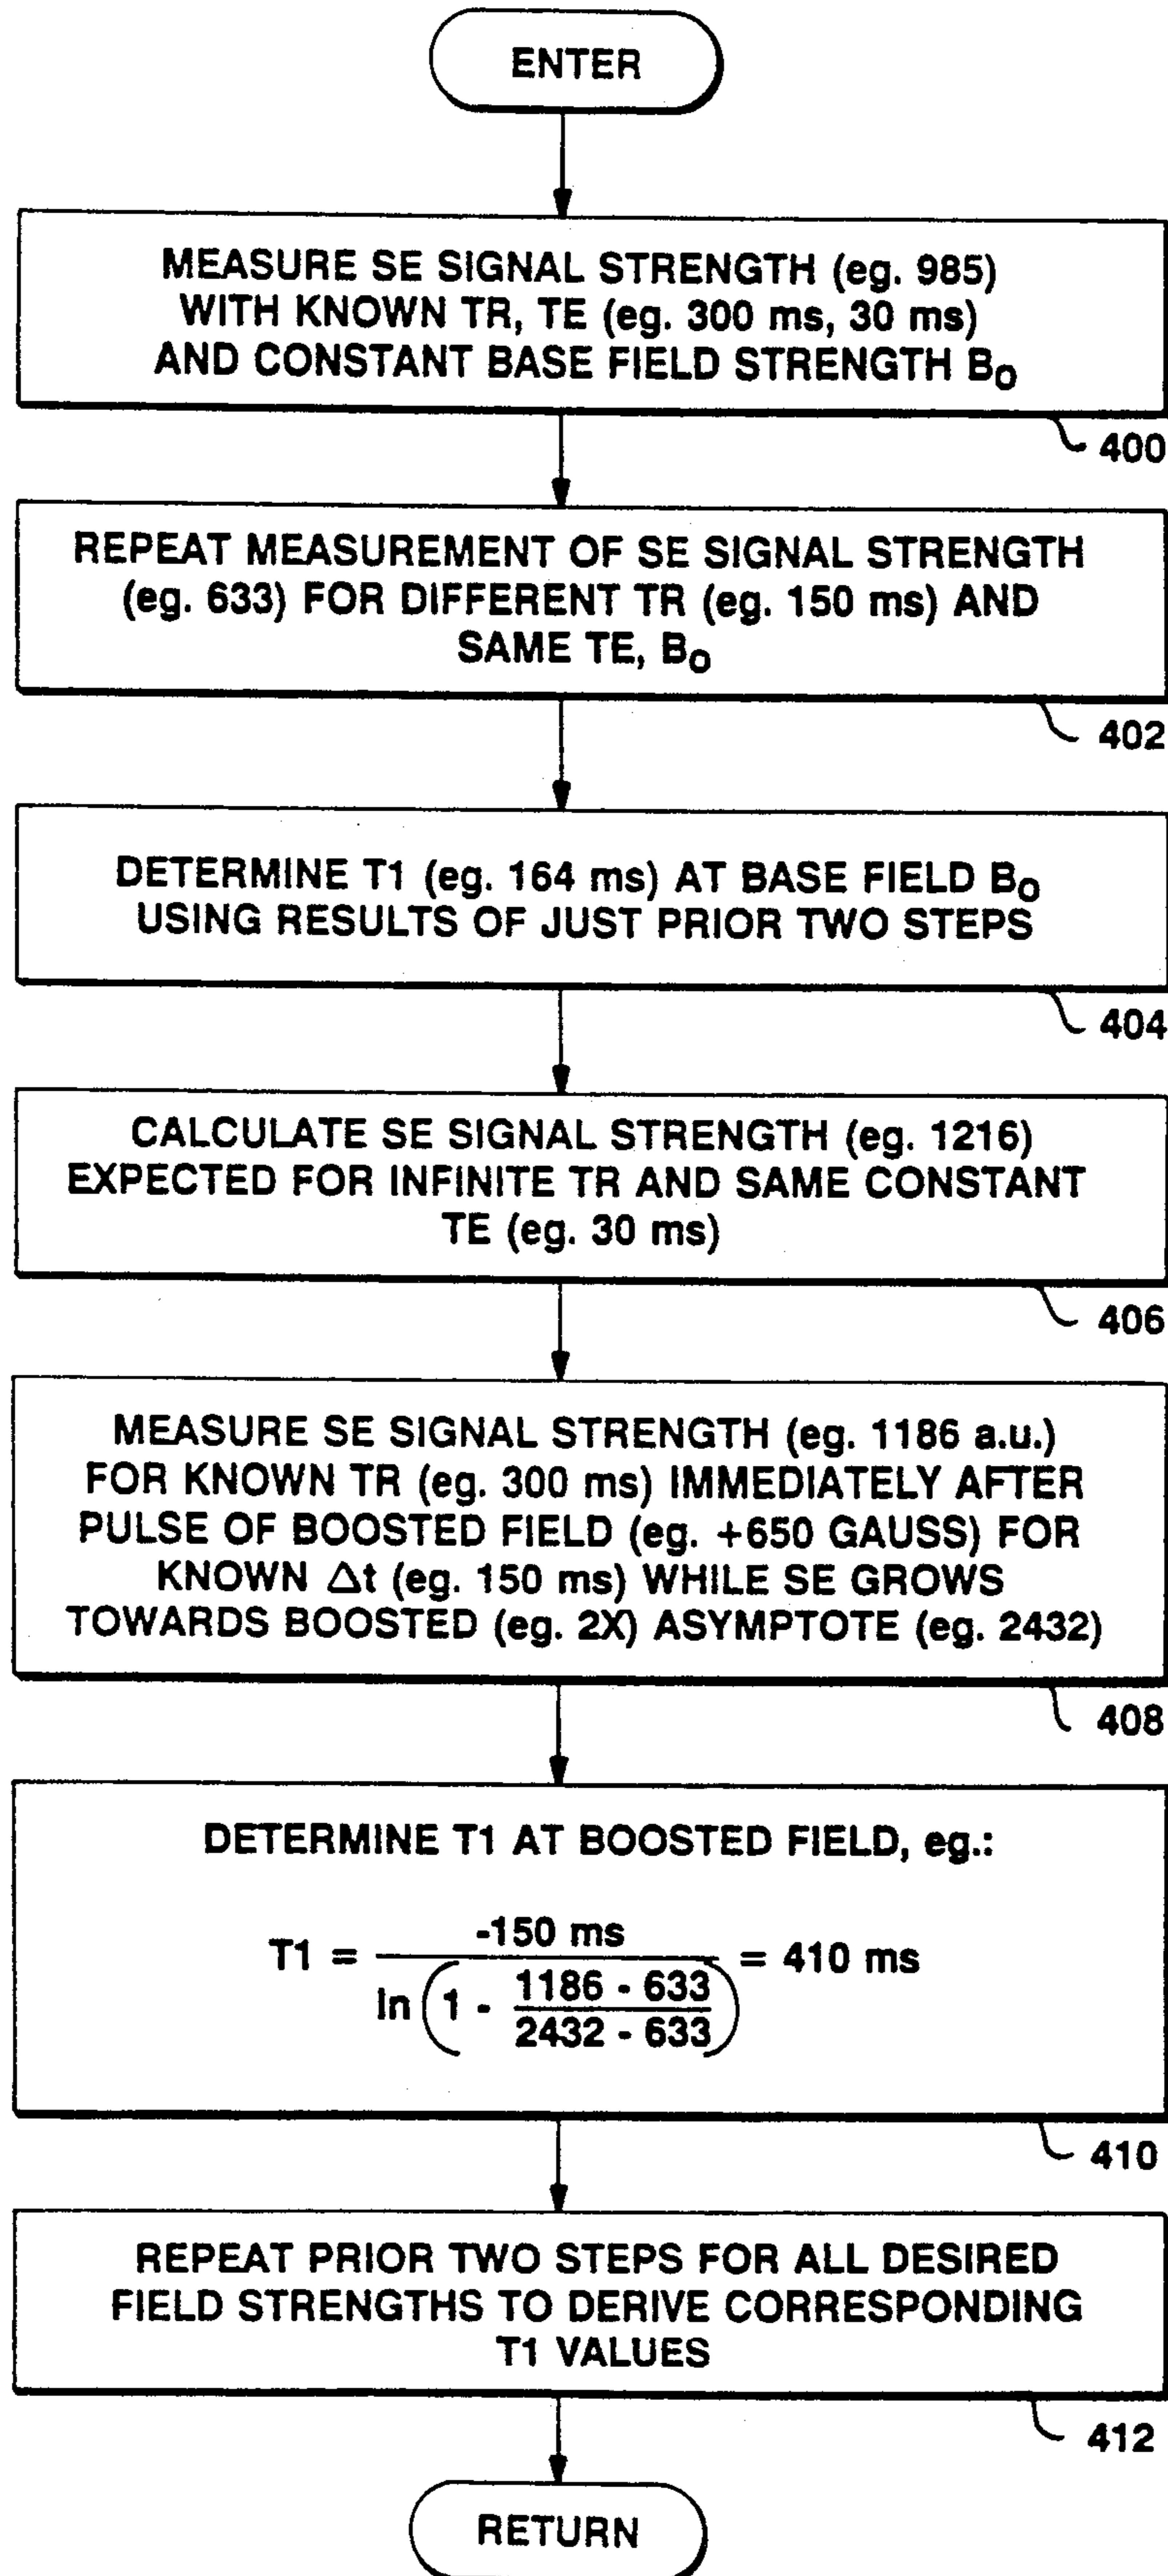 ENTER
MEASURE SE SIGNAL STRENGTH (eg. 985)
WITH KNOWN TR, TE (eg. 300 ms, 30 ms)
AND CONSTANT BASE FIELD STRENGTH B₀
400
REPEAT MEASUREMENT OF SE SIGNAL STRENGTH
(eg. 633) FOR DIFFERENT TR (eg. 150 ms) AND
SAME TE, B₀
402
DETERMINE T1 (eg. 164 ms) AT BASE FIELD B₀
USING RESULTS OF JUST PRIOR TWO STEPS
404
CALCULATE SE SIGNAL STRENGTH (eg. 1216)
EXPECTED FOR INFINITE TR AND SAME CONSTANT
TE (eg. 30 ms)
406
MEASURE SE SIGNAL STRENGTH (eg. 1186 a.u.)
FOR KNOWN TR (eg. 300 ms) IMMEDIATELY AFTER
PULSE OF BOOSTED FIELD (eg. +650 GAUSS) FOR
KNOWN Δt (eg. 150 ms) WHILE SE GROWS
TOWARDS BOOSTED (eg. 2X) ASYMPTOTE (eg. 2432)
408
DETERMINE T1 AT BOOSTED FIELD, eg.:
-150 ms
T1 = = 410 ms
ln ( 1 - 1186 - 633
2432 - 633 )
410
REPEAT PRIOR TWO STEPS FOR ALL DESIRED
FIELD STRENGTHS TO DERIVE CORRESPONDING
T1 VALUES
412
RETURN